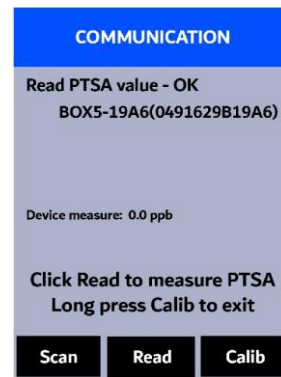 COMMUNICATION
Read PTSA value - OK
BOX5-19A6(0491629B19A6)
Device measure: 0.0 ppb
Click Read to measure PTSA
Long press Calib to exit
Scan Read Calib